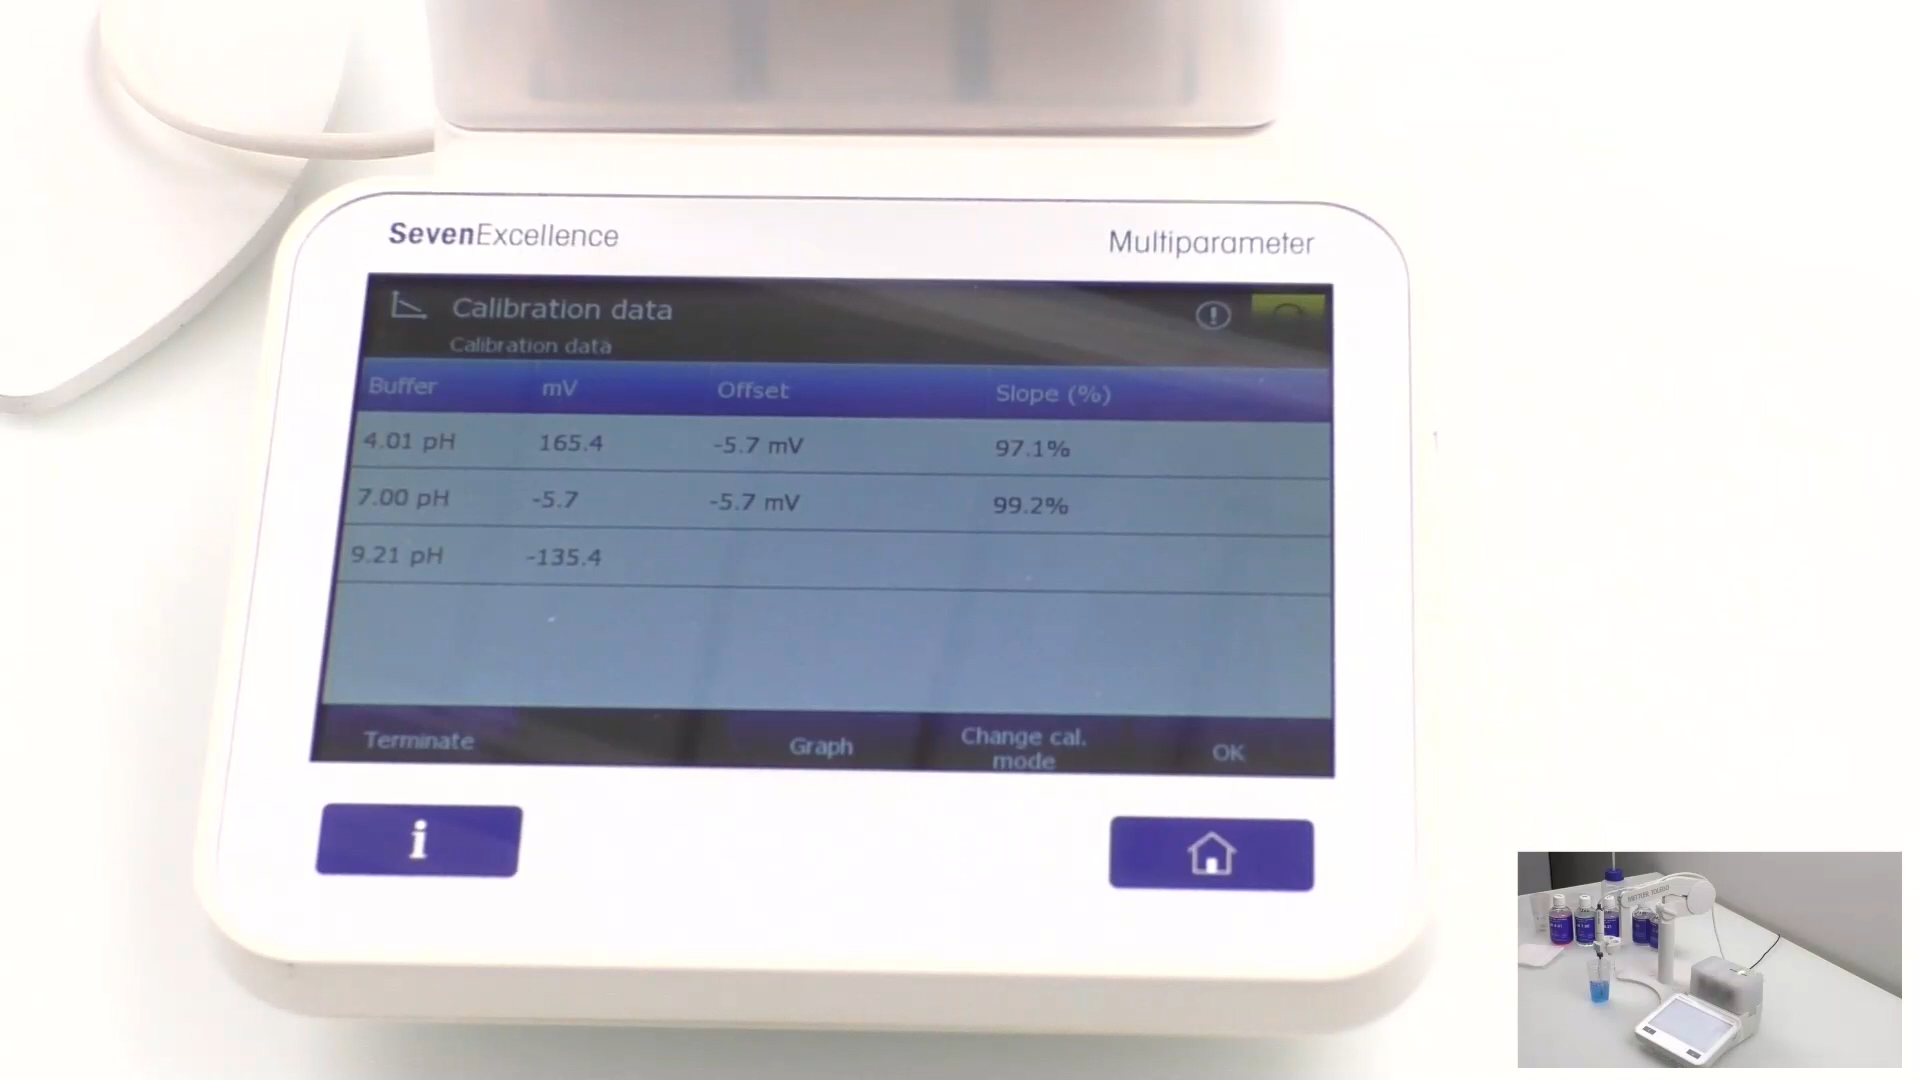 SevenExcellence
Multiparameter
Calibration data
Calibration data
Buffer mV Offset Slope (%)
4.01 pH 165.4 -5.7 mV 97.1%
7.00 pH -5.7 -5.7 mV 99.2%
9.21 pH -135.4
Terminate
Graph
Change cal.
mode
OK
i
METTLER TOLEDO